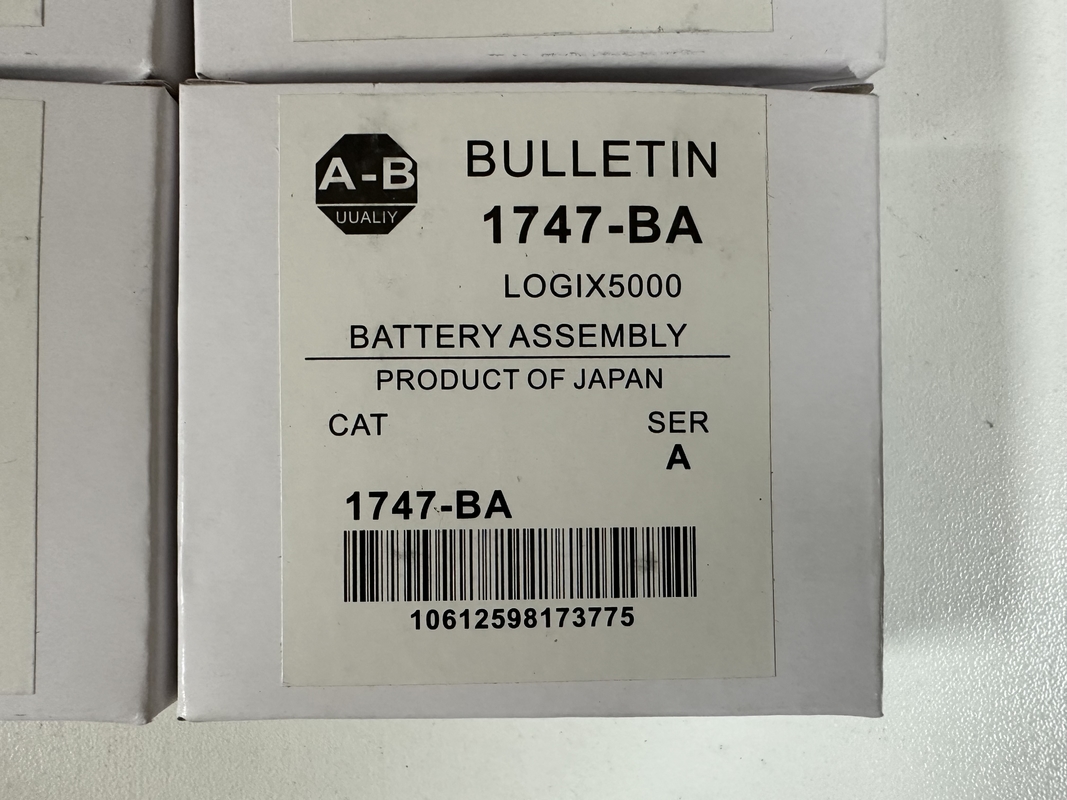 A-B
UUALIY
BULLETIN
1747-BA
LOGIX5000
BATTERY ASSEMBLY
PRODUCT OF JAPAN
CAT
SER
A
1747-BA
10612598173775